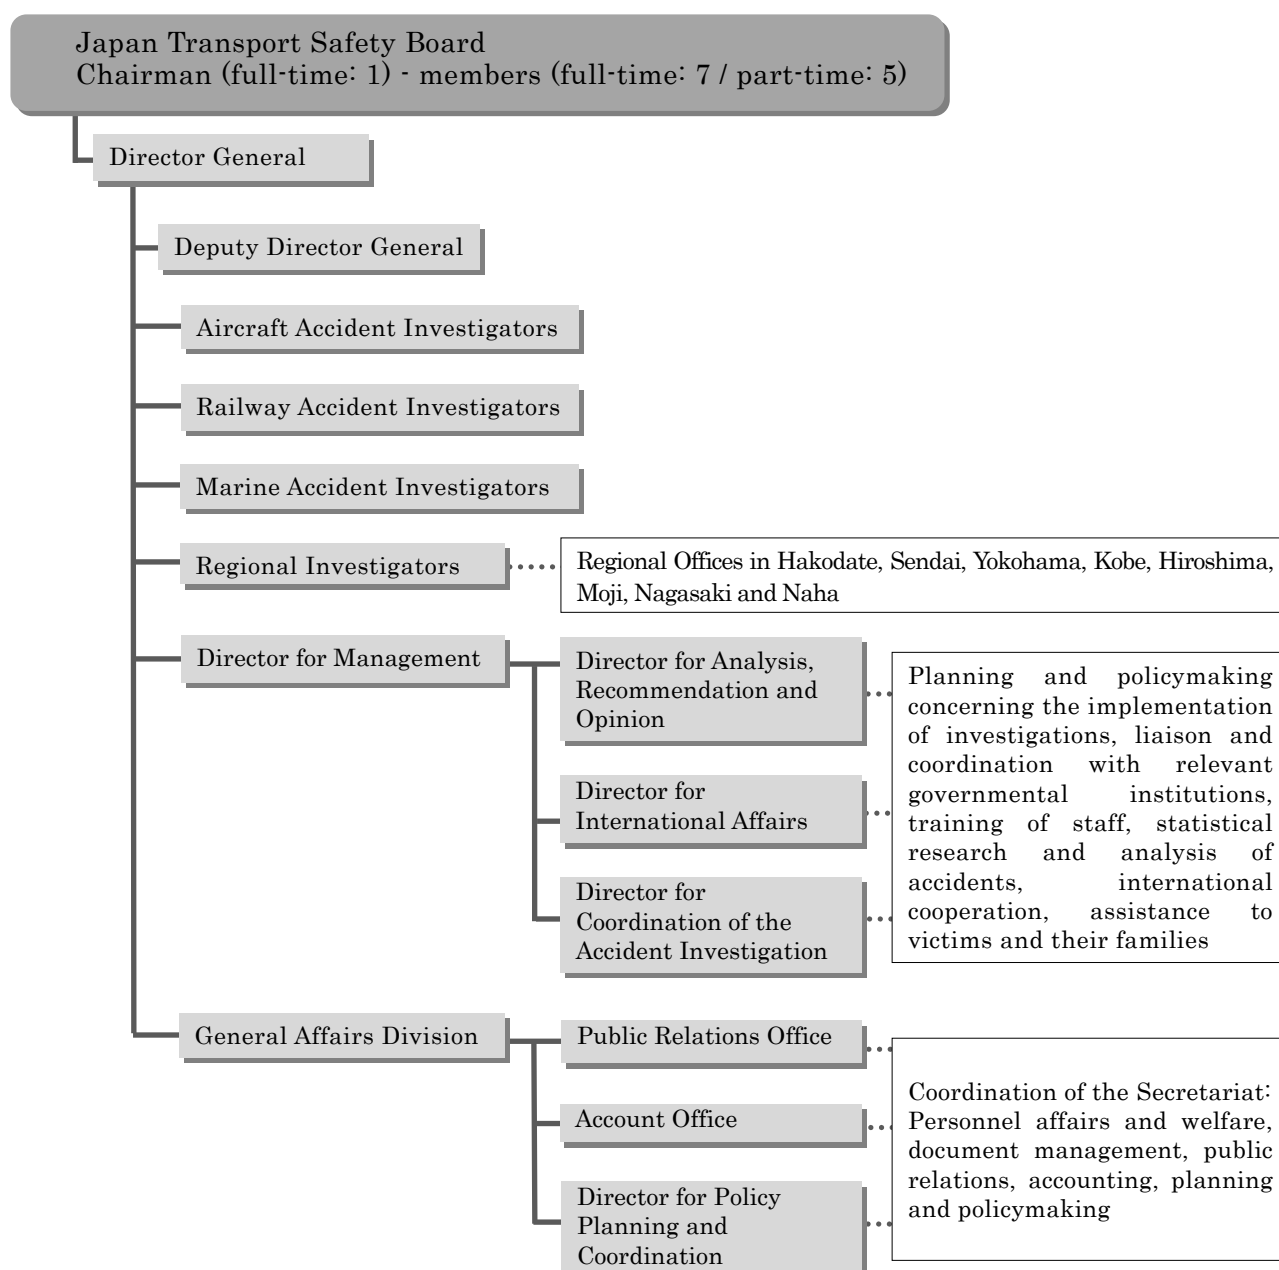 Japan Transport Safety Board
Chairman (full-time: 1) - members (full-time: 7 / part-time: 5)
Director General
Deputy Director General
Aircraft Accident Investigators
Railway Accident Investigators
Marine Accident Investigators
Regional Investigators
Regional Offices in Hakodate, Sendai, Yokohama, Kobe, Hiroshima,
Moji, Nagasaki and Naha
Director for Management
Director for Analysis,
Recommendation and
Opinion
Director for
International Affairs
Director for
Coordination of the
Accident Investigation
Planning and policymaking
concerning the implementation
of investigations, liaison and
coordination with relevant
governmental institutions,
training of staff, statistical
research and analysis of
accidents, international
cooperation, assistance to
victims and their families
General Affairs Division
Public Relations Office
Account Office
Director for Policy
Planning and
Coordination
Coordination of the Secretariat:
Personnel affairs and welfare,
document management, public
relations, accounting, planning
and policymaking